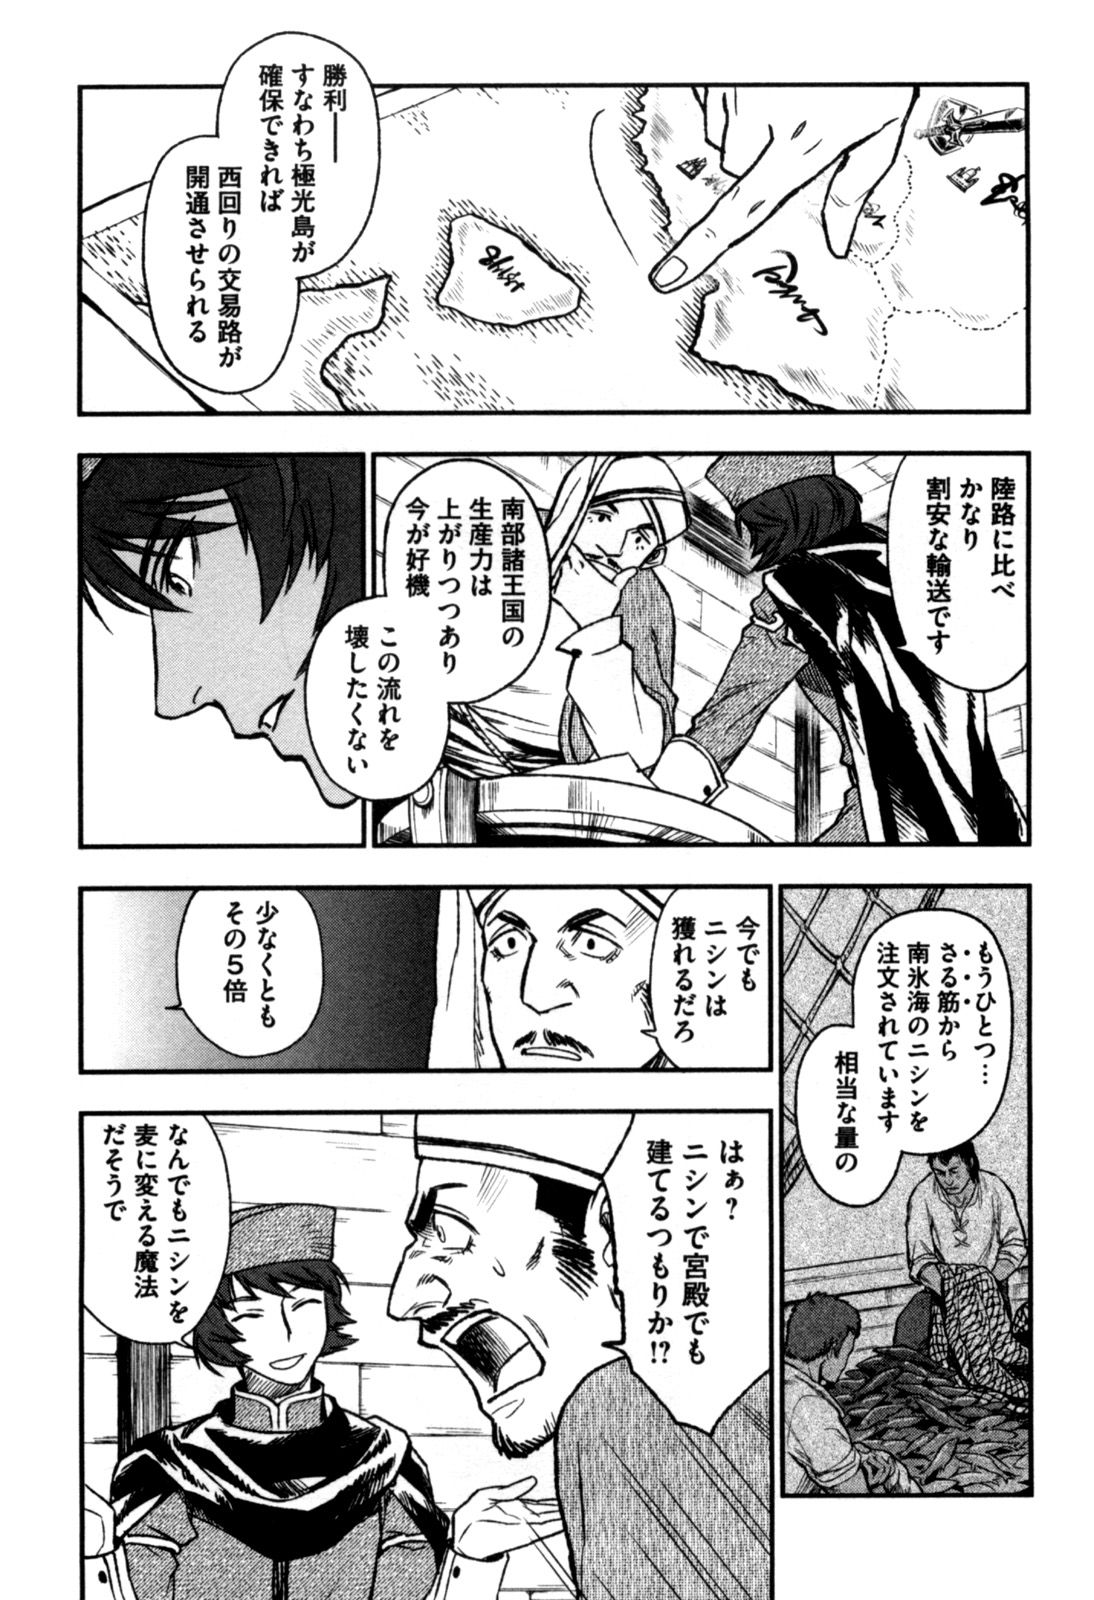 勝利――
すなわち極光島が
確保できれば
西回りの交易路が
開通させられる
陸路に比べ
かなり
割安な輸送です
南部諸王国の
生産力は
上がりつつあり
今が好機
この流れを
壊したくない
もうひとつ…
さる筋から
南氷海のニシンを
注文されています
相当な量の
今でも
ニシンは
獲れるだろ
少なくとも
その5倍
はぁ?
ニシンで宮殿でも
建てるつもりか!?
なんでもニシンを
麦に変える魔法
だそうで